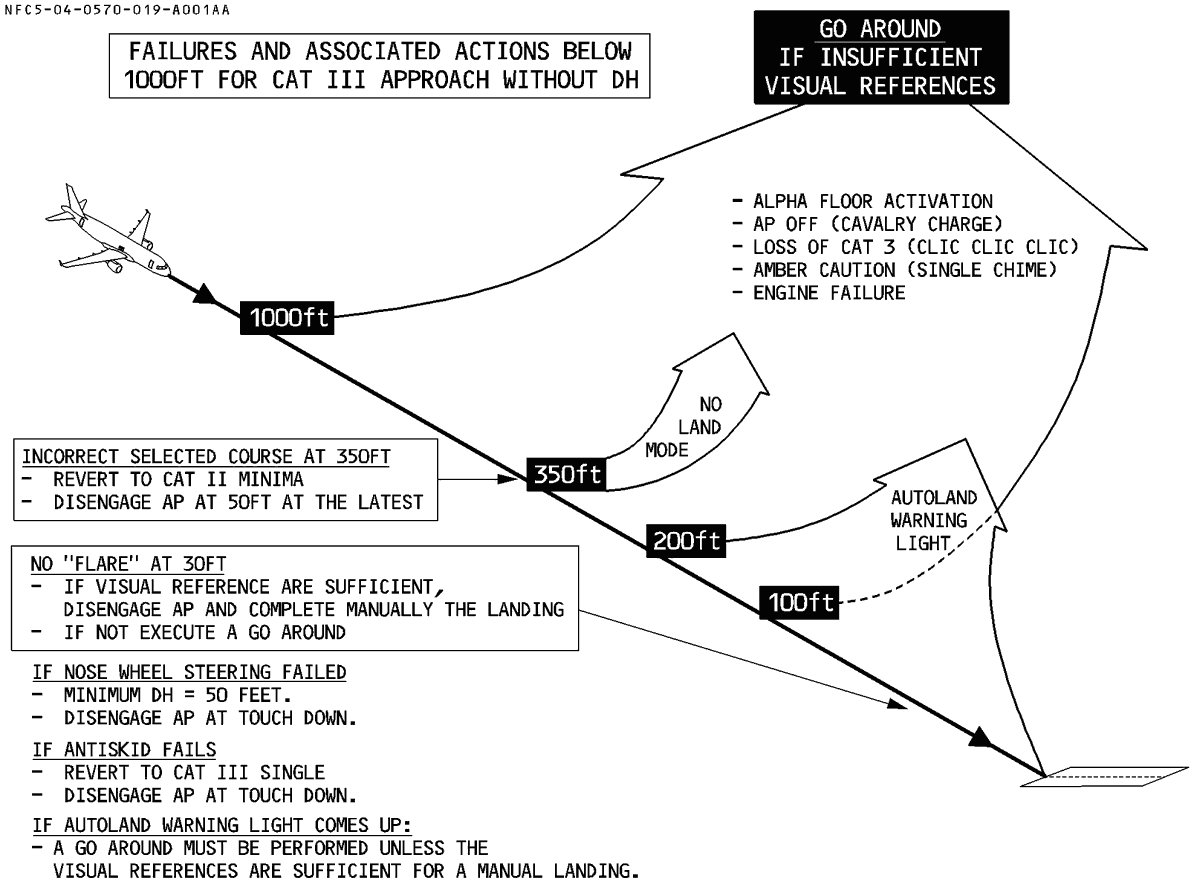 NFC5-04-0570-019-A001AA
FAILURES AND ASSOCIATED ACTIONS BELOW
1000FT FOR CAT III APPROACH WITHOUT DH
GO AROUND
IF INSUFFICIENT
VISUAL REFERENCES
- ALPHA FLOOR ACTIVATION
- AP OFF (CAVALRY CHARGE)
- LOSS OF CAT 3 (CLIC CLIC CLIC)
- AMBER CAUTION (SINGLE CHIME)
- ENGINE FAILURE
1000ft
NO
LAND
MODE
350ft
INCORRECT SELECTED COURSE AT 350FT
- REVERT TO CAT II MINIMA
- DISENGAGE AP AT 50FT AT THE LATEST
AUTOLAND
WARNING
LIGHT
200ft
100ft
NO "FLARE" AT 30FT
- IF VISUAL REFERENCE ARE SUFFICIENT,
DISENGAGE AP AND COMPLETE MANUALLY THE LANDING
- IF NOT EXECUTE A GO AROUND
IF NOSE WHEEL STEERING FAILED
- MINIMUM DH = 50 FEET.
- DISENGAGE AP AT TOUCH DOWN.
IF ANTISKID FAILS
- REVERT TO CAT III SINGLE
- DISENGAGE AP AT TOUCH DOWN.
IF AUTOLAND WARNING LIGHT COMES UP:
- A GO AROUND MUST BE PERFORMED UNLESS THE
VISUAL REFERENCES ARE SUFFICIENT FOR A MANUAL LANDING.